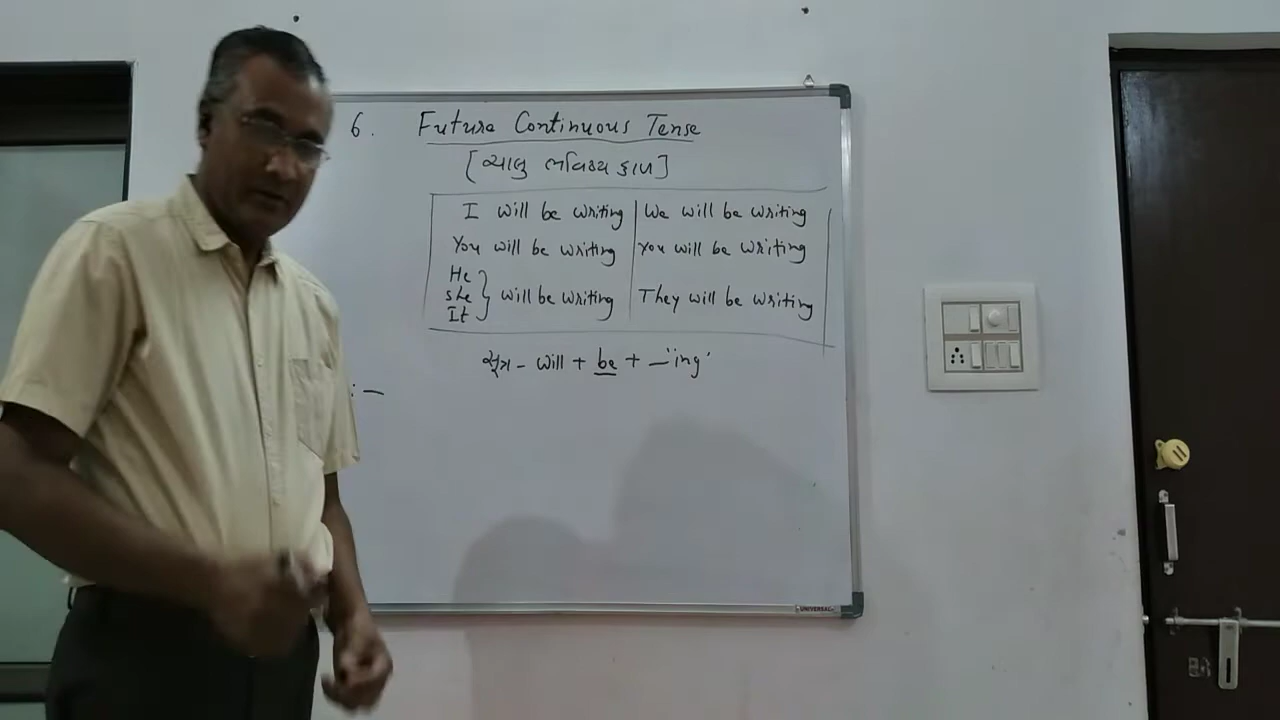 6. Future Continuous Tense
[ચાલુ ભવિષ્ય કાળ]
I will be writing | We will be writing
You will be writing | You will be writing
He
She } will be writing | They will be writing
It
સૂત્ર - will + be + —'ing'
:-
UNIVERSAL